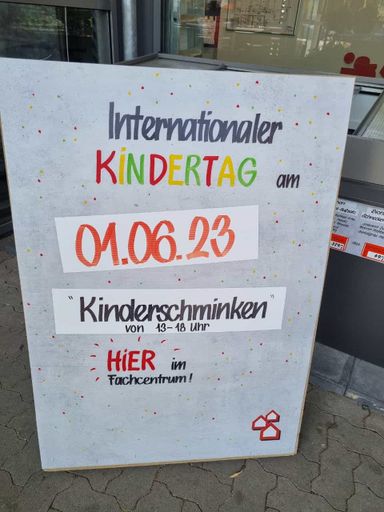 Internationaler
KINDERTAG am
01.06.23
"Kinderschminken"
von 13-18 Uhr
HiER im
Fachcentrum!